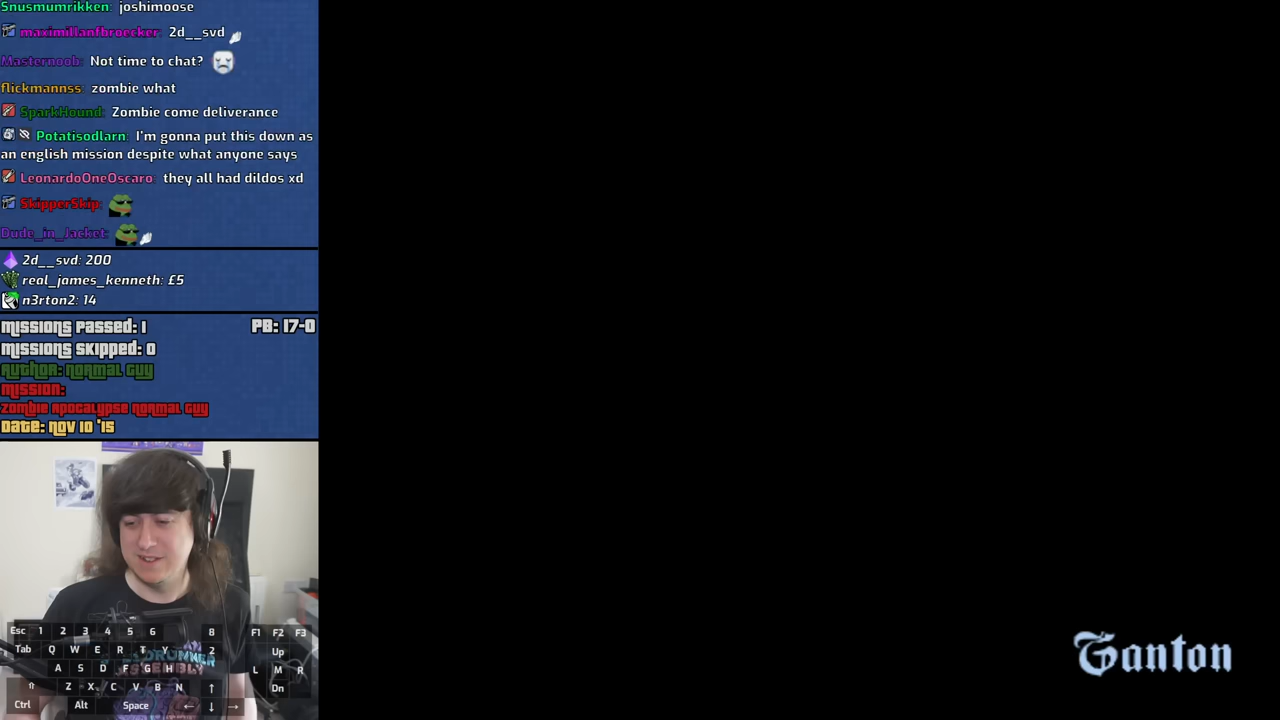 Snusmumrikken: joshimoose
maximillanfbroecker: 2d__svd
Masternoob: Not time to chat?
flickmannss zombie what
SparkHound: Zombie come deliverance
Potatisodlarn: I'm gonna put this down as
an english mission despite what anyone says
LeonardoOneOscaro: they all had dildos xd
SkipperSkip:
Dude_in_Jacket:
2d__svd: 200
real_james_kenneth: £5
n3rton2: 14
Missions Passed: 1 PB: 17-0
Missions Skipped: 0
Author: Normal Guy
Mission:
Zombie Apocalypse Normal Guy
Date: Nov 10 '15
Esc 1 2 3 4 5 6 8 F1 F2 F3
Tab Q W E R T Y 2 Up
A S D F G H L M R
⇧ Z X C V B N ↑ Dn
Ctrl Alt Space ← ↓ →
ASSEMBLY
Ganton